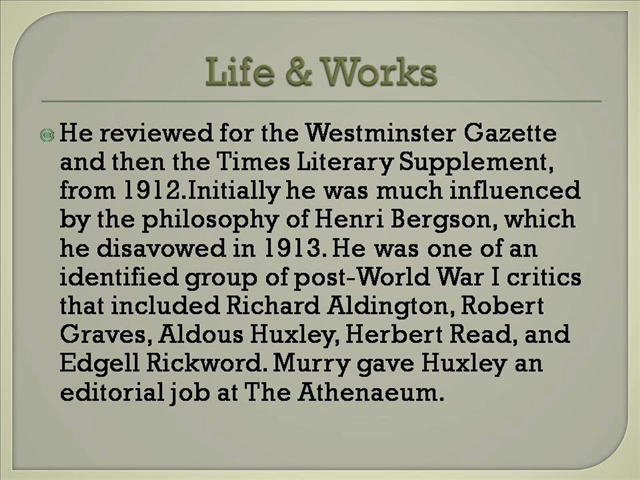 Life & Works
He reviewed for the Westminster Gazette
and then the Times Literary Supplement,
from 1912.Initially he was much influenced
by the philosophy of Henri Bergson, which
he disavowed in 1913. He was one of an
identified group of post-World War I critics
that included Richard Aldington, Robert
Graves, Aldous Huxley, Herbert Read, and
Edgell Rickword. Murry gave Huxley an
editorial job at The Athenaeum.